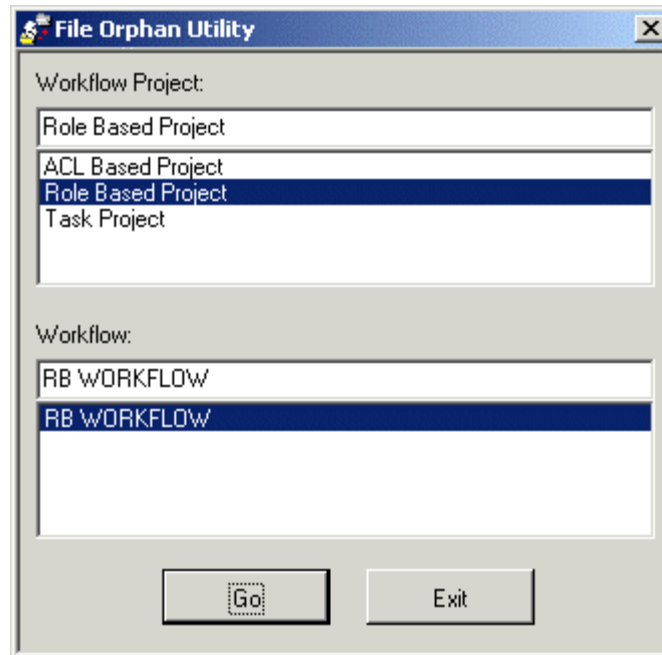 File Orphan Utility
Workflow Project:
Role Based Project
ACL Based Project
Role Based Project
Task Project
Workflow:
RB WORKFLOW
RB WORKFLOW
Go
Exit